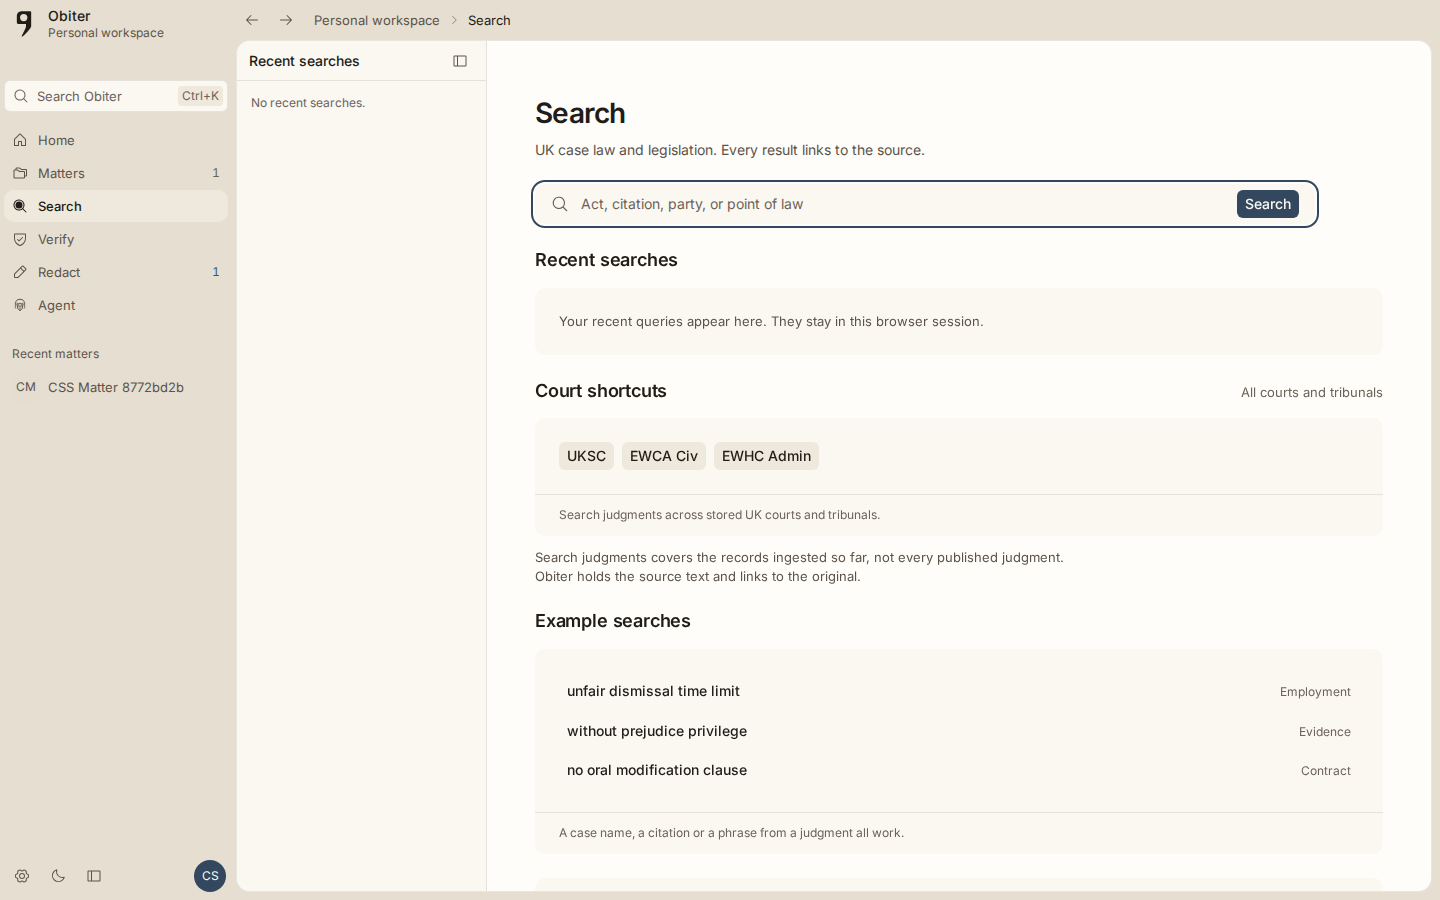 Obiter
Personal workspace
Search Obiter
Ctrl+K
Home
Matters
1
Search
Verify
Redact
1
Agent
Recent matters
CM
CSS Matter 8772bd2b
CS
Personal workspace
Search
Recent searches
No recent searches.
Search
UK case law and legislation. Every result links to the source.
Act, citation, party, or point of law
Search
Recent searches
Your recent queries appear here. They stay in this browser session.
Court shortcuts
All courts and tribunals
UKSC
EWCA Civ
EWHC Admin
Search judgments across stored UK courts and tribunals.
Search judgments covers the records ingested so far, not every published judgment.
Obiter holds the source text and links to the original.
Example searches
unfair dismissal time limit
Employment
without prejudice privilege
Evidence
no oral modification clause
Contract
A case name, a citation or a phrase from a judgment all work.